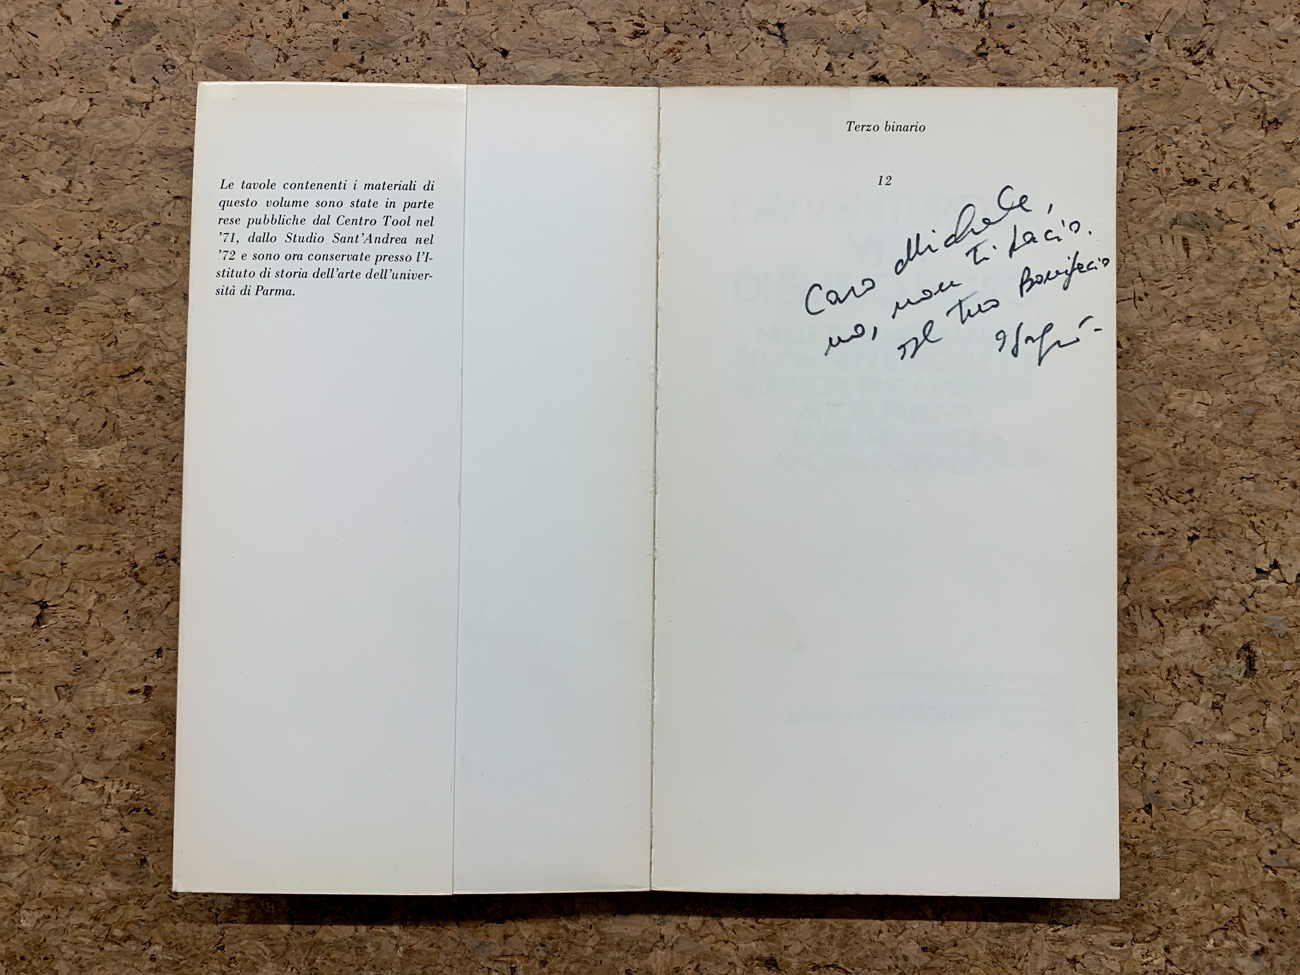 Le tavole contenenti i materiali di
questo volume sono state in parte
rese pubbliche dal Centro Tool nel
'71, dallo Studio Sant'Andrea nel
'72 e sono ora conservate presso l'I-
stituto di storia dell'arte dell'univer-
sità di Parma.
Terzo binario
12
Caro Michele,
no, non ti lacio.
il tuo Bonifacio